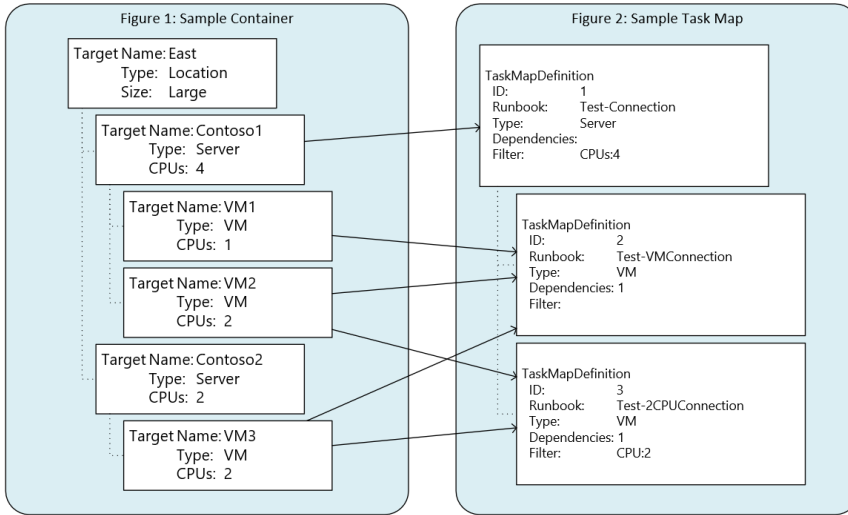 Figure 1: Sample Container
Target Name: East
Type: Location
Size: Large
Target Name: Contoso1
Type: Server
CPUs: 4
Target Name: VM1
Type: VM
CPUs: 1
Target Name: VM2
Type: VM
CPUs: 2
Target Name: Contoso2
Type: Server
CPUs: 2
Target Name: VM3
Type: VM
CPUs: 2
Figure 2: Sample Task Map
TaskMapDefinition
ID: 1
Runbook: Test-Connection
Type: Server
Dependencies:
Filter: CPUs:4
TaskMapDefinition
ID: 2
Runbook: Test-VMConnection
Type: VM
Dependencies: 1
Filter:
TaskMapDefinition
ID: 3
Runbook: Test-2CPUConnection
Type: VM
Dependencies: 1
Filter: CPU:2